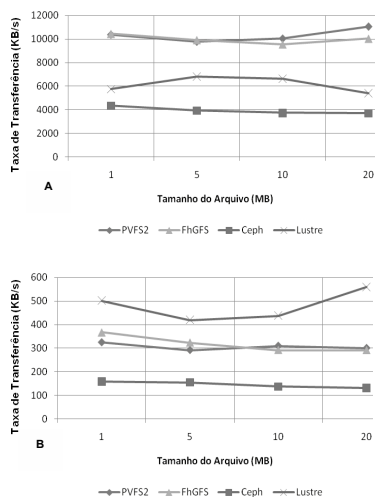 Taxa de Transferência (KB/s)
12000
10000
8000
6000
4000
2000
0
1 5 10 20
A
Tamanho do Arquivo (MB)
PVFS2 FhGFS Ceph Lustre
Taxa de Transferência (KB/s)
600
500
400
300
200
100
0
1 5 10 20
B
Tamanho do Arquivo (MB)
PVFS2 FhGFS Ceph Lustre